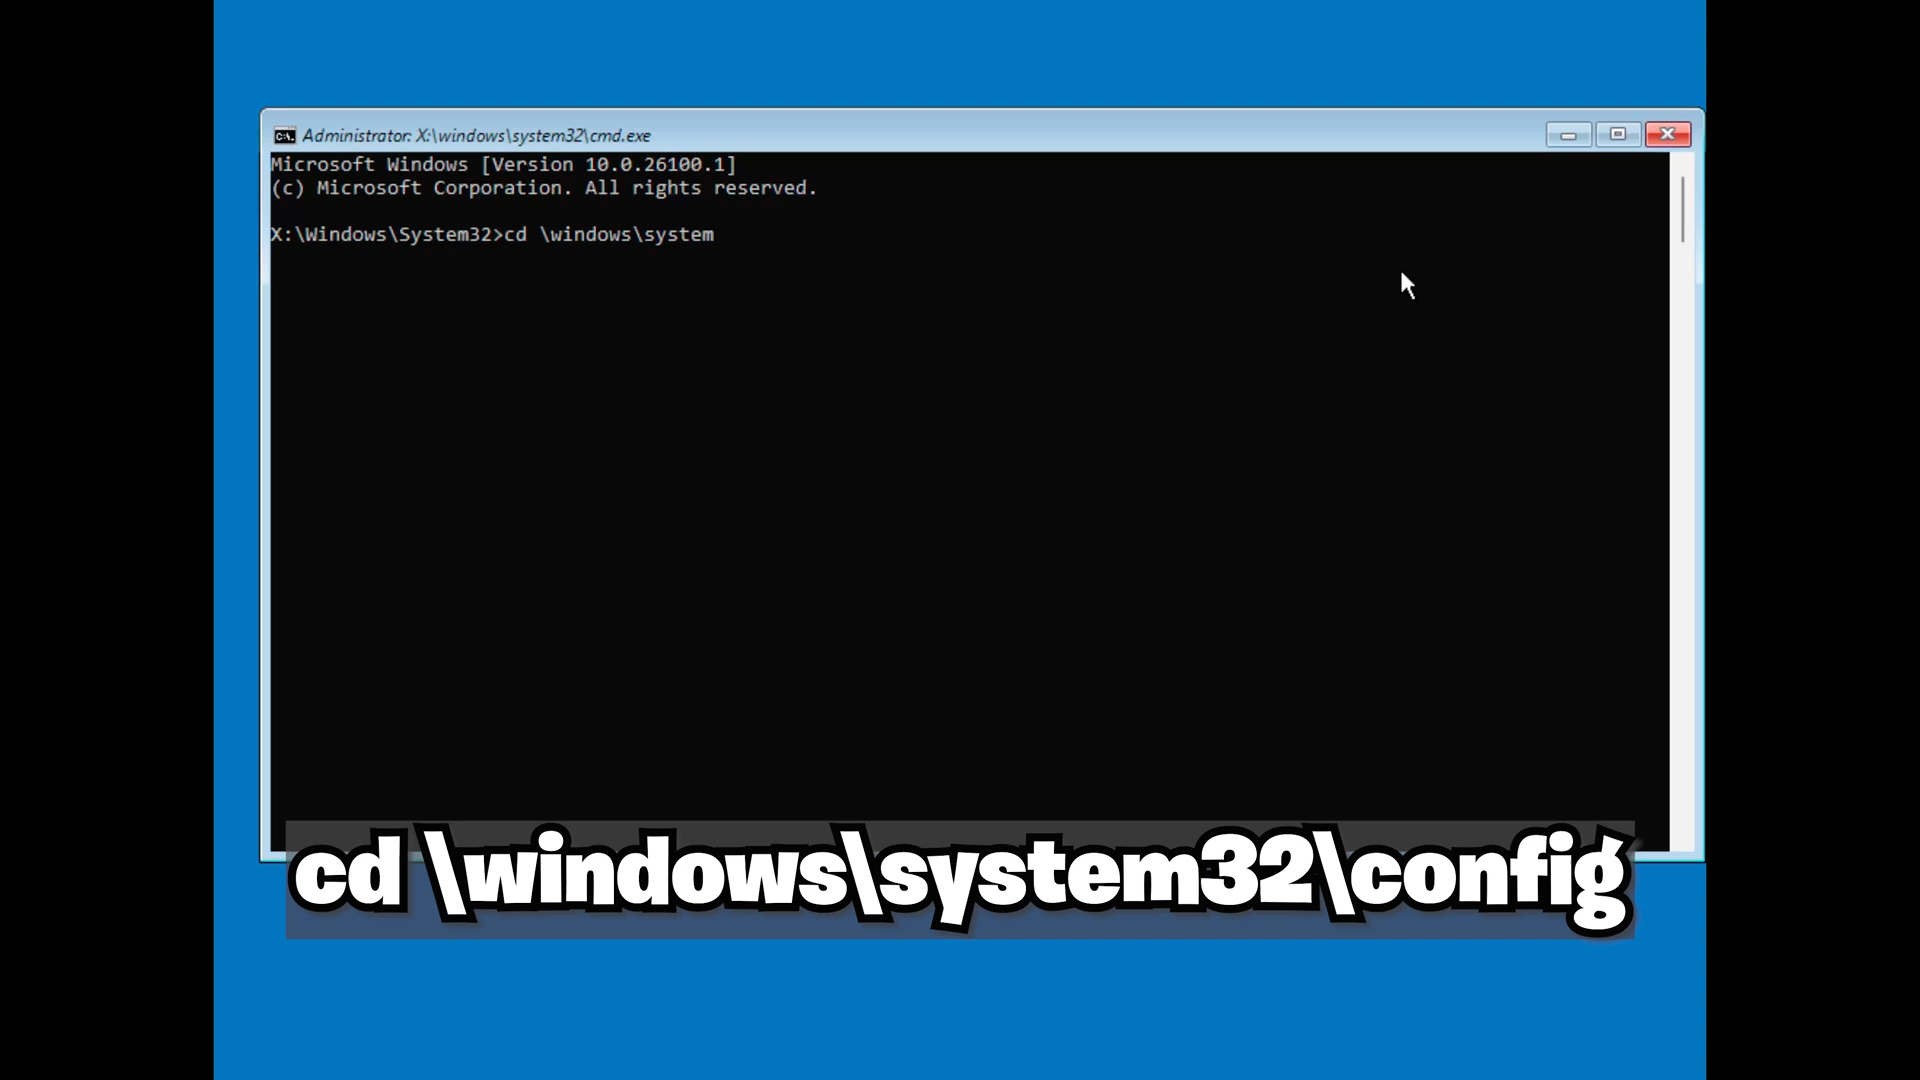 Administrator: X:\windows\system32\cmd.exe
Microsoft Windows [Version 10.0.26100.1]
(c) Microsoft Corporation. All rights reserved.
X:\Windows\System32>cd \windows\system
cd \windows\system32\config